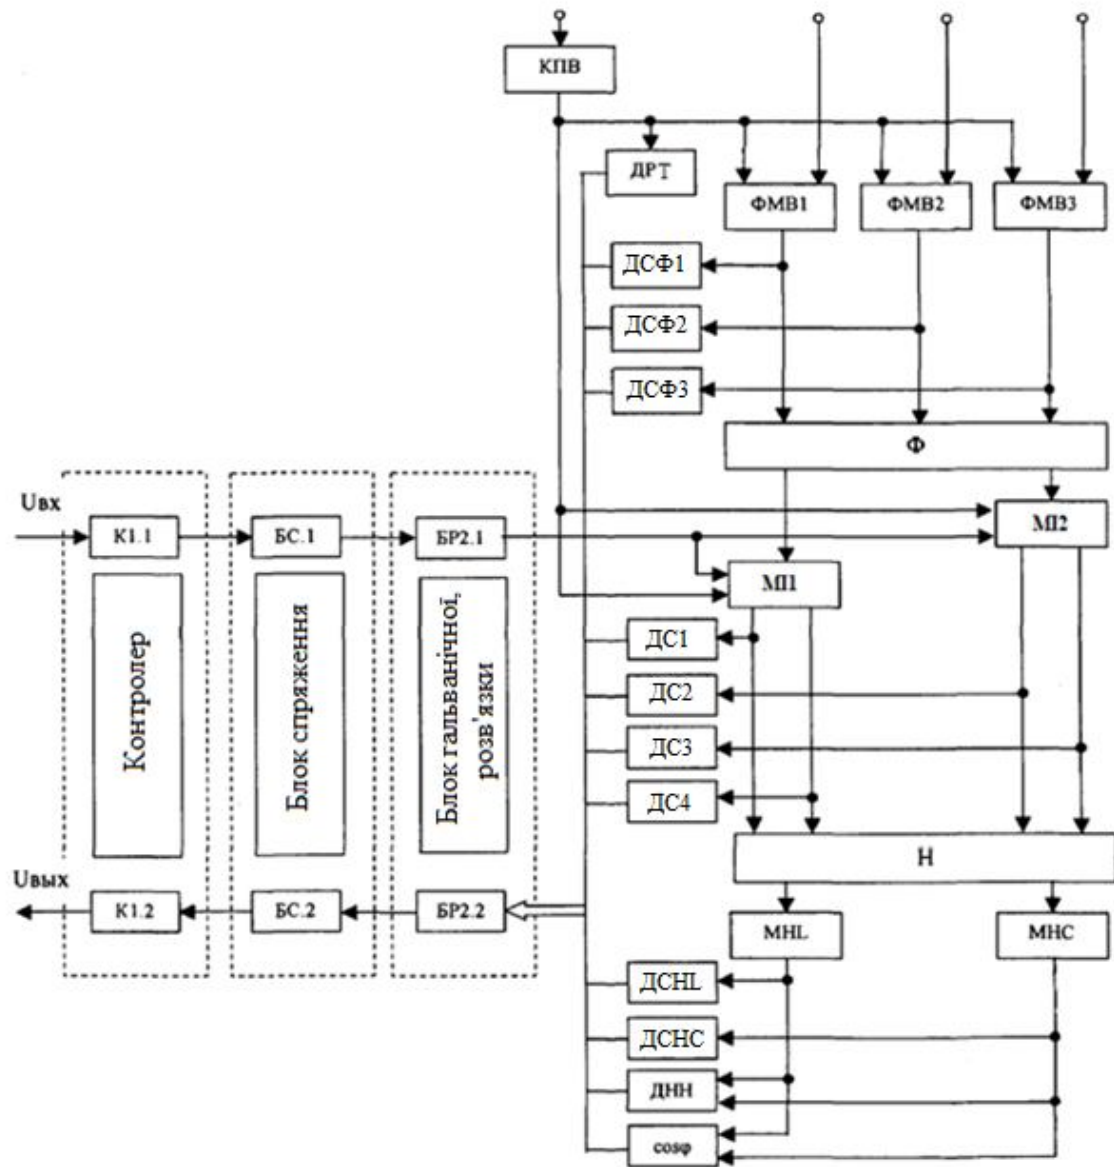 КПВ
ДРТ
ФМВ1
ФМВ2
ФМВ3
ДСФ1
ДСФ2
ДСФ3
Ф
Uвх
К1.1
БС.1
БР2.1
МІ2
МІ1
Контролер
Блок спряження
Блок гальванічної,
розв'язки
ДС1
ДС2
ДС3
ДС4
Н
Uвых
К1.2
БС.2
БР2.2
МНL
МНС
ДСНL
ДСНС
ДНН
cosφ